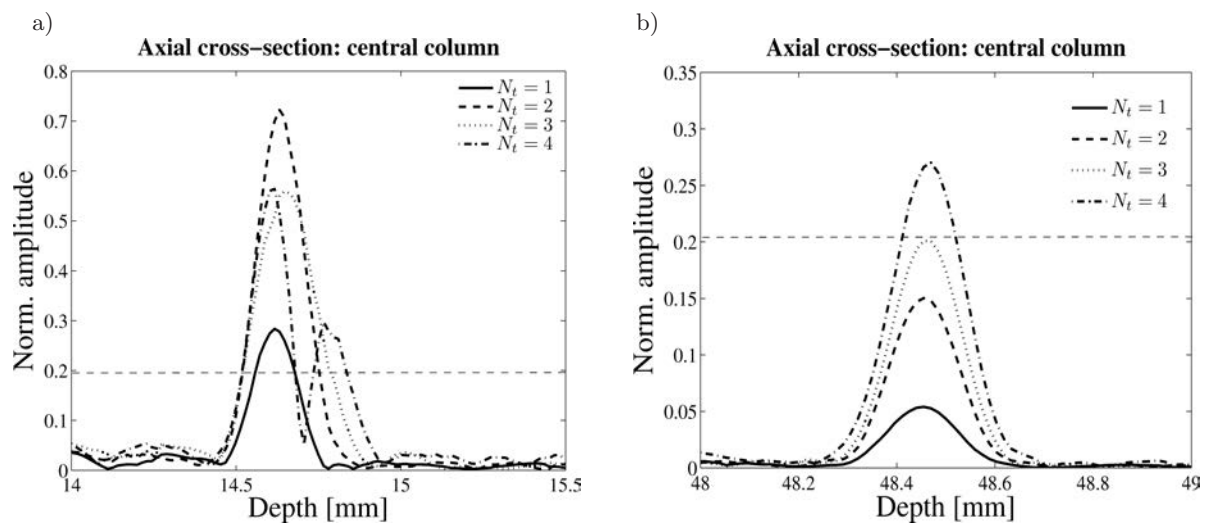 a)
Axial cross-section: central column
0.8
0.7
0.6
0.5
0.4
0.3
0.2
0.1
0
Norm. amplitude
N_t = 1
N_t = 2
N_t = 3
N_t = 4
14
14.5
15
15.5
Depth [mm]
b)
Axial cross-section: central column
0.35
0.3
0.25
0.2
0.15
0.1
0.05
0
Norm. amplitude
N_t = 1
N_t = 2
N_t = 3
N_t = 4
48
48.2
48.4
48.6
48.8
49
Depth [mm]